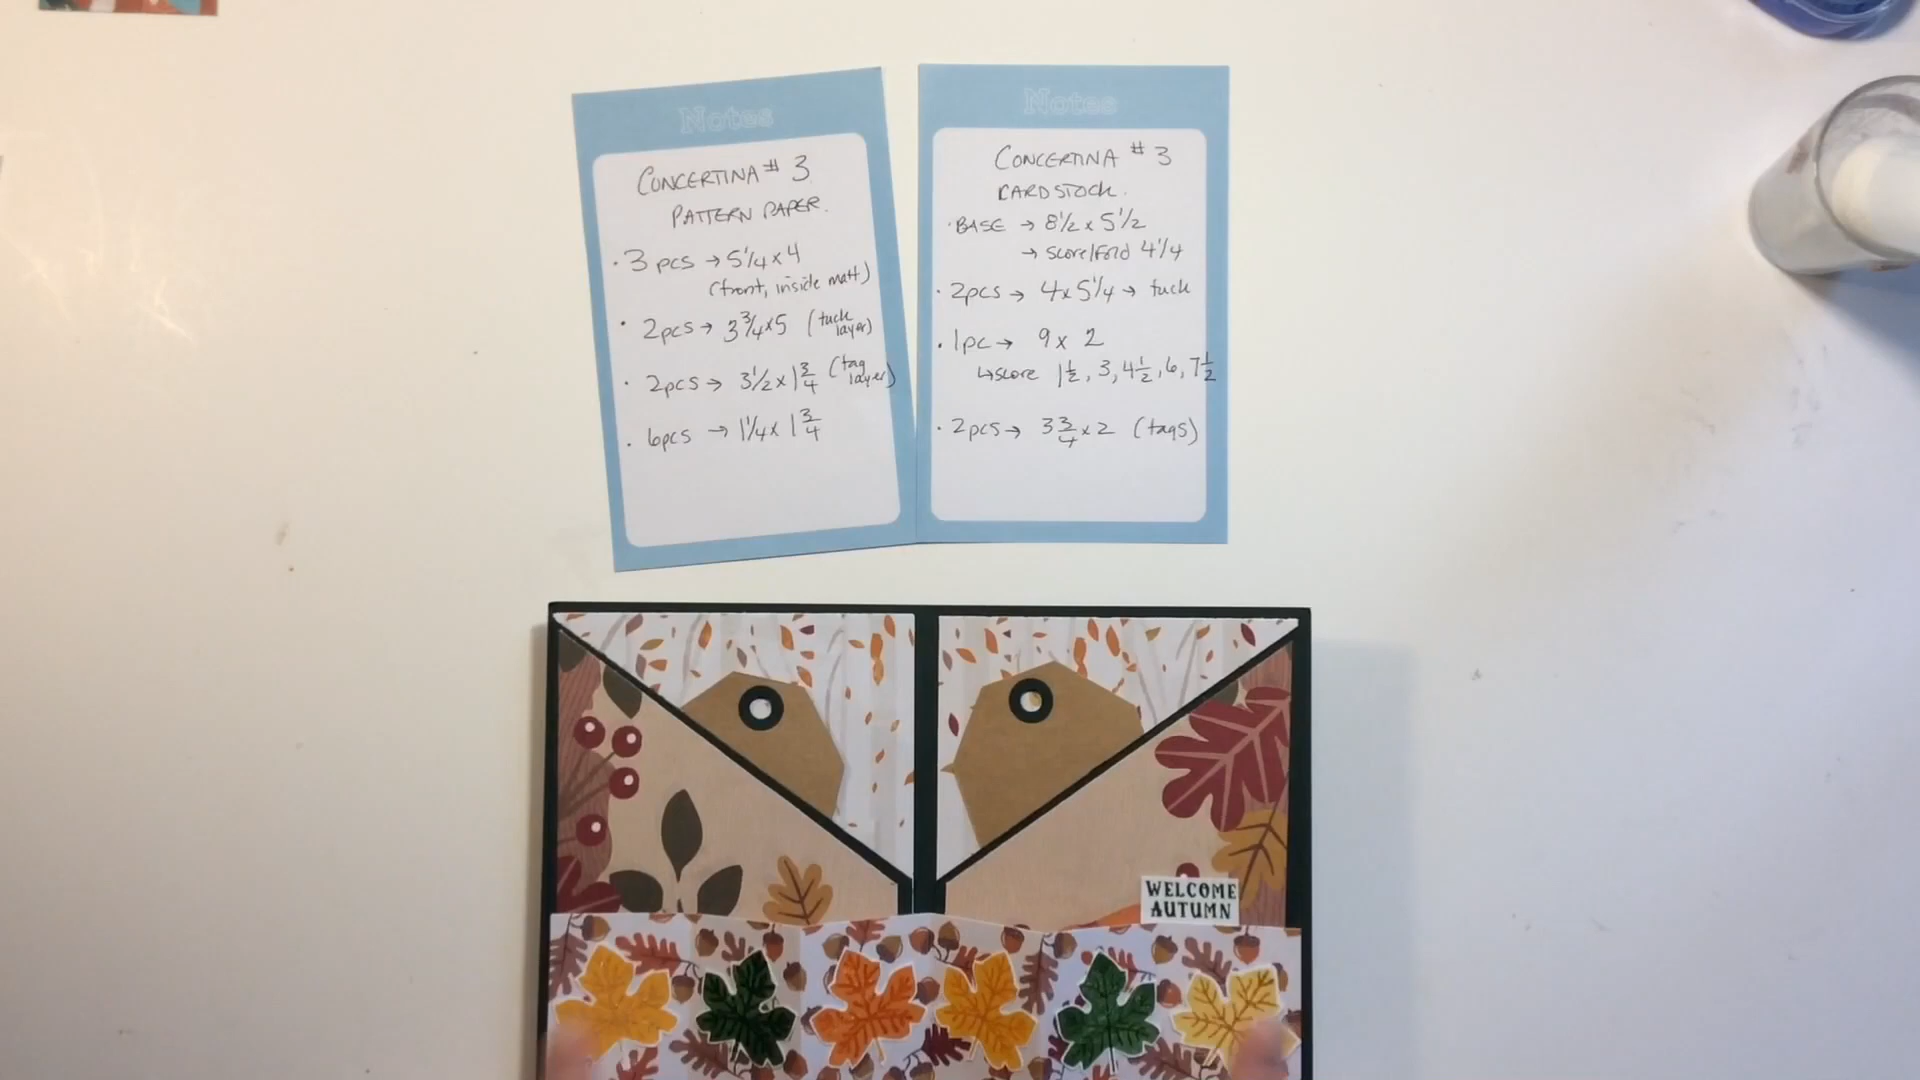 Notes
CONCERTINA # 3
PATTERN PAPER.
· 3 pcs → 5 1/4 x 4
(front, inside matt)
· 2pcs → 3 3/4 x 5 (tuck layer)
· 2pcs → 3 1/2 x 1 3/4 (tag layer)
· 6pcs → 1 1/4 x 1 3/4
Notes
CONCERTINA # 3
CARDSTOCK.
· BASE → 8 1/2 x 5 1/2
→ score/fold 4 1/4
· 2pcs → 4 x 5 1/4 → tuck
· 1pc → 9 x 2
↳ score 1 1/2, 3, 4 1/2, 6, 7 1/2
· 2pcs → 3 3/4 x 2 (tags)
WELCOME
AUTUMN